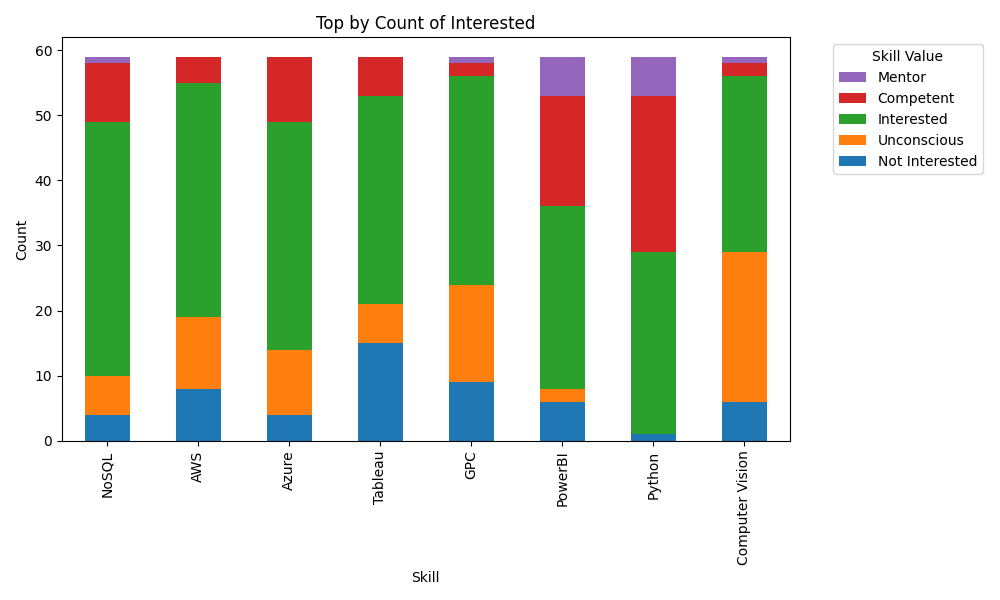 Top by Count of Interested
Count
60
50
40
30
20
10
0
NoSQL
AWS
Azure
Tableau
GPC
PowerBI
Python
Computer Vision
Skill
Skill Value
Mentor
Competent
Interested
Unconscious
Not Interested